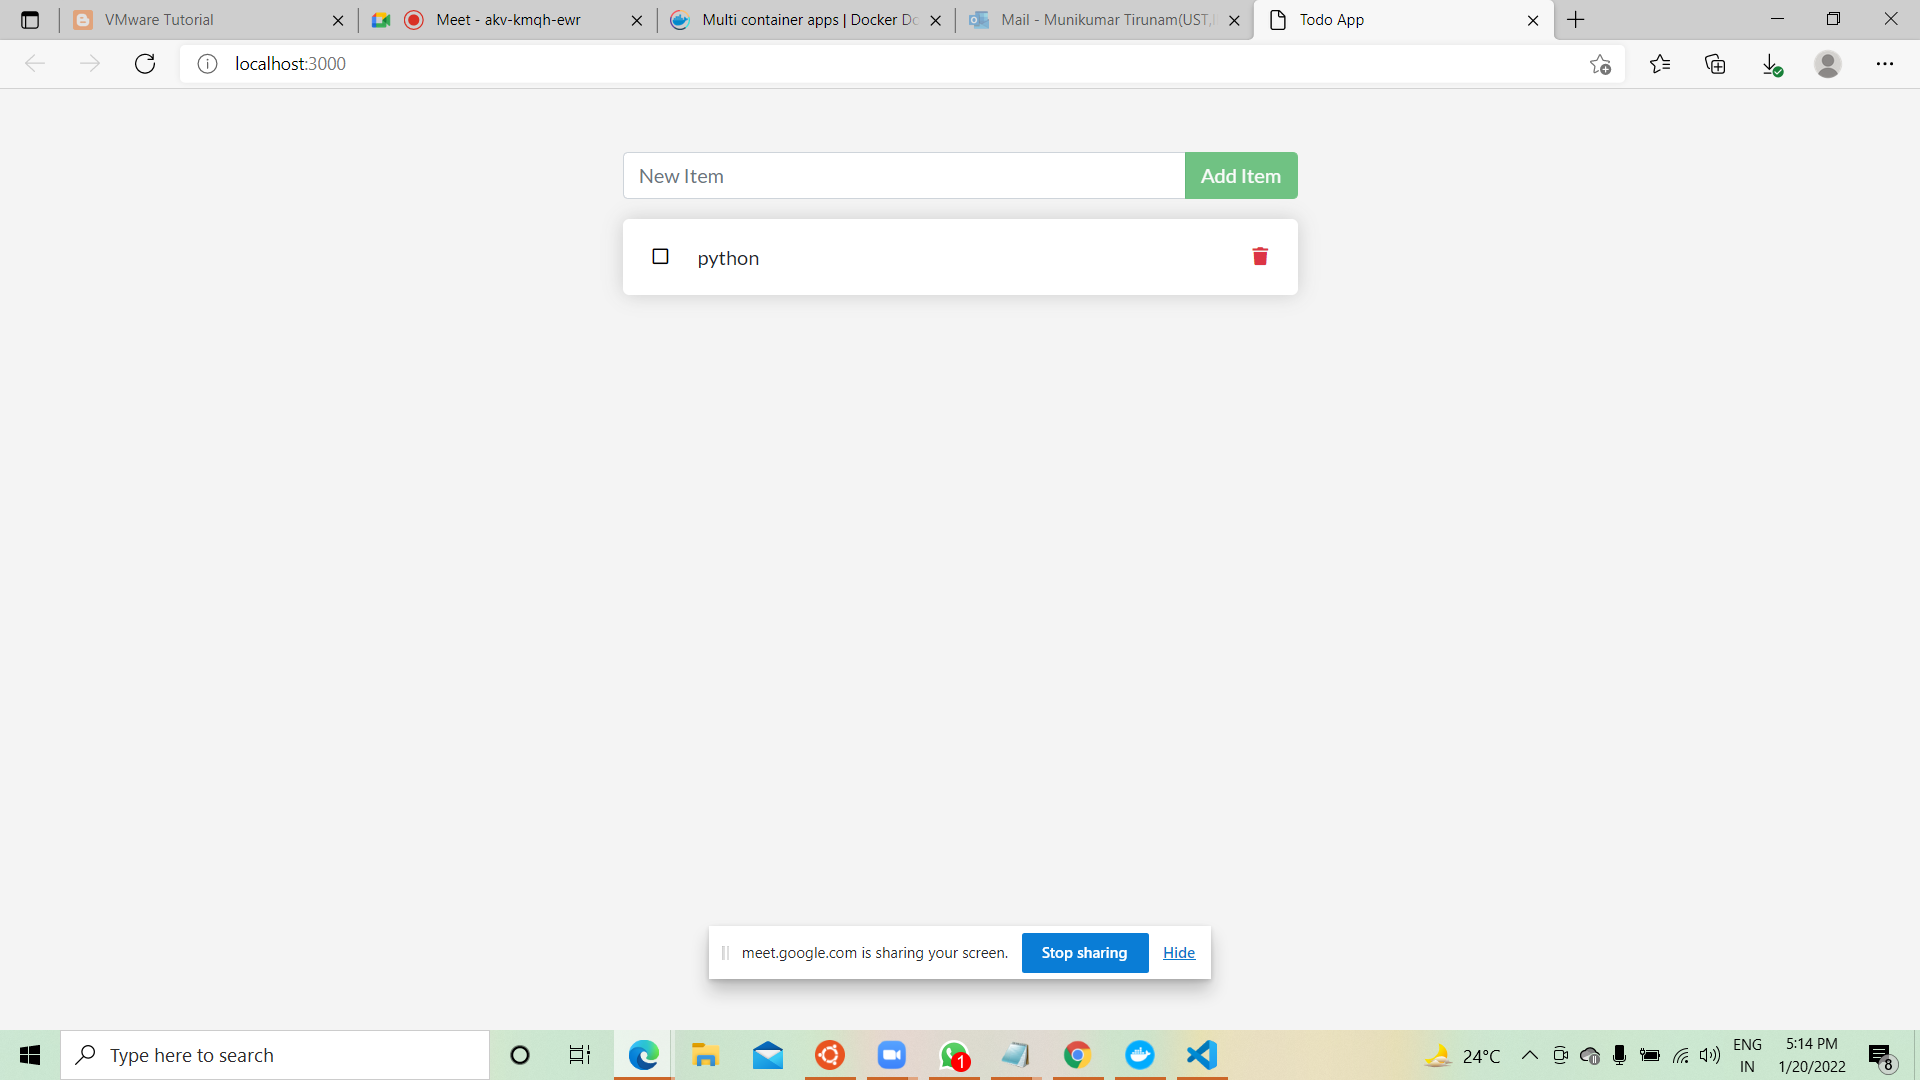 VMware Tutorial
Meet - akv-kmqh-ewr
Multi container apps | Docker Do
Mail - Munikumar Tirunam(UST,
Todo App
localhost:3000
New Item
Add Item
python
meet.google.com is sharing your screen.
Stop sharing
Hide
Type here to search
1
24°C
ENG
IN
5:14 PM
1/20/2022
8